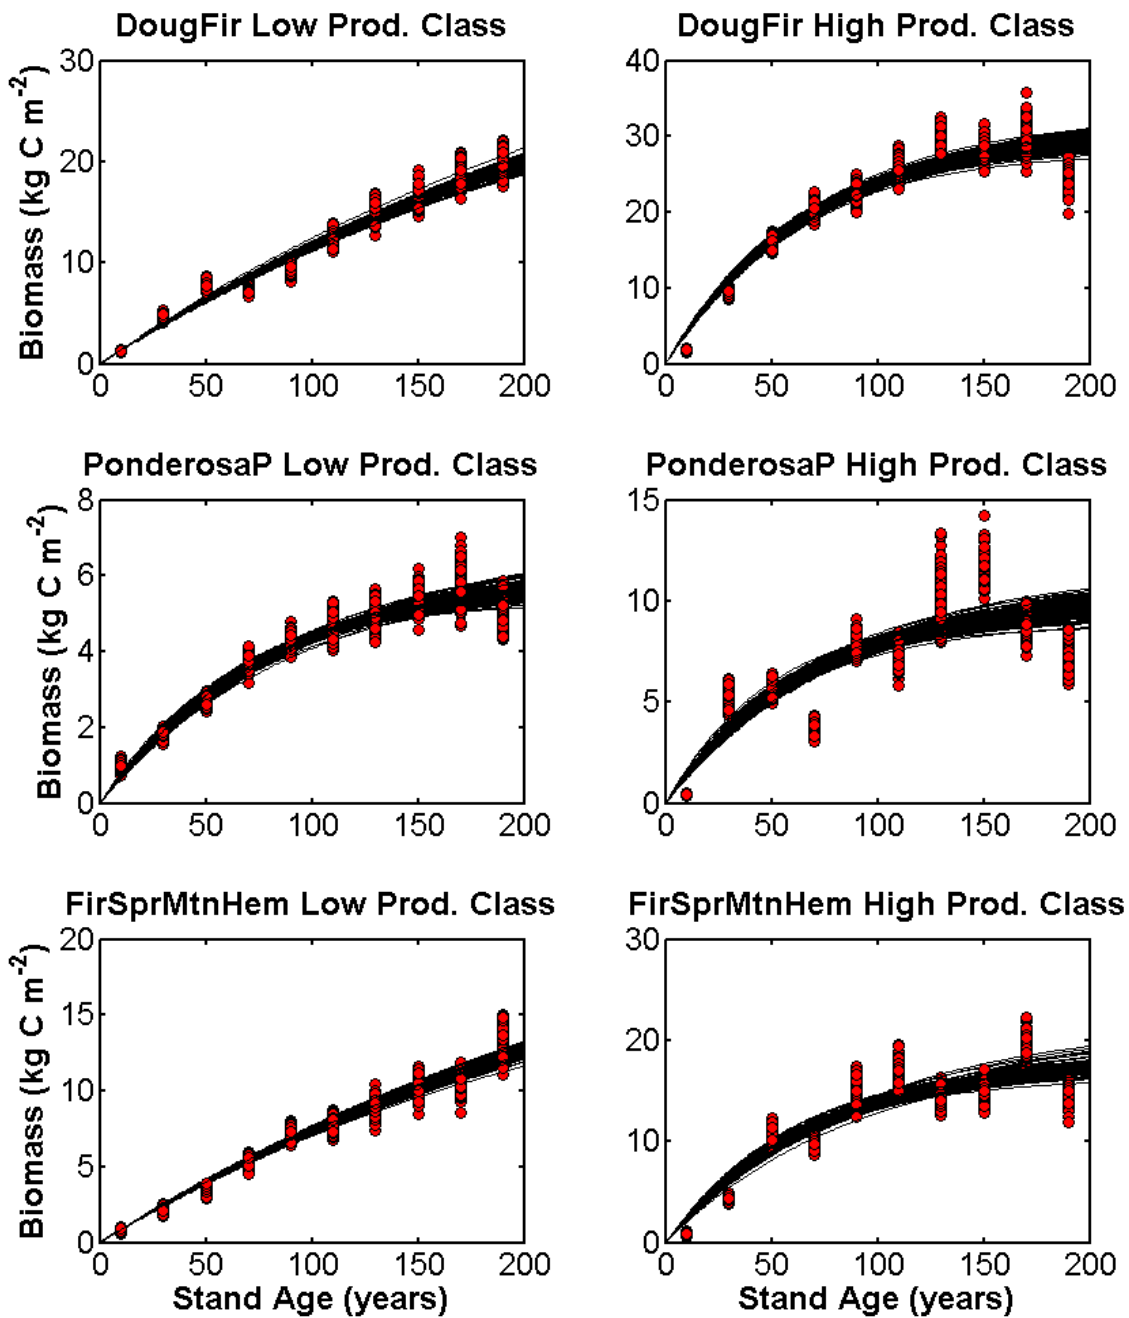 DougFir Low Prod. Class
Biomass (kg C m-2)
30
20
10
0
0 50 100 150 200
DougFir High Prod. Class
40
30
20
10
0
0 50 100 150 200
PonderosaP Low Prod. Class
Biomass (kg C m-2)
8
6
4
2
0
0 50 100 150 200
PonderosaP High Prod. Class
15
10
5
0
0 50 100 150 200
FirSprMtnHem Low Prod. Class
Biomass (kg C m-2)
20
15
10
5
0
0 50 100 150 200
Stand Age (years)
FirSprMtnHem High Prod. Class
30
20
10
0
0 50 100 150 200
Stand Age (years)